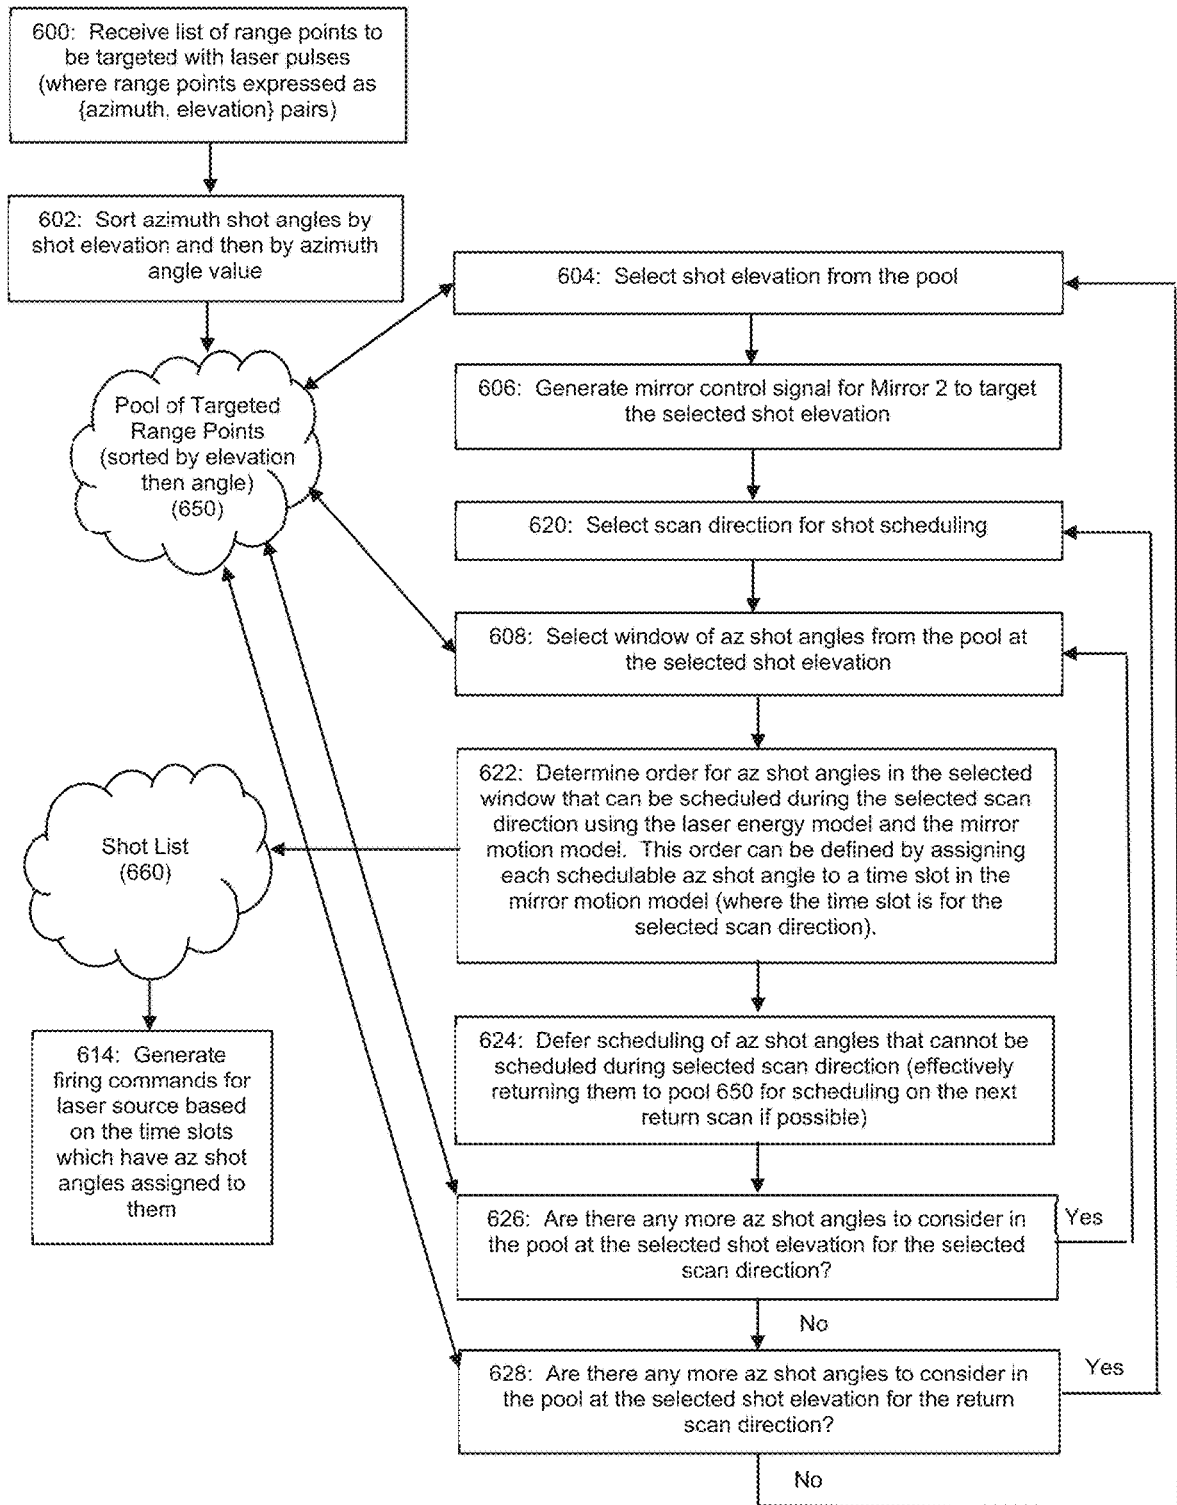 600: Receive list of range points to
be targeted with laser pulses
(where range points expressed as
{azimuth, elevation} pairs)
602: Sort azimuth shot angles by
shot elevation and then by azimuth
angle value
604: Select shot elevation from the pool
Pool of Targeted
Range Points
(sorted by elevation
then angle)
(650)
606: Generate mirror control signal for Mirror 2 to target
the selected shot elevation
620: Select scan direction for shot scheduling
608: Select window of az shot angles from the pool at
the selected shot elevation
622: Determine order for az shot angles in the selected
window that can be scheduled during the selected scan
direction using the laser energy model and the mirror
motion model. This order can be defined by assigning
each schedulable az shot angle to a time slot in the
mirror motion model (where the time slot is for the
selected scan direction).
Shot List
(660)
614: Generate
firing commands for
laser source based
on the time slots
which have az shot
angles assigned to
them
624: Defer scheduling of az shot angles that cannot be
scheduled during selected scan direction (effectively
returning them to pool 650 for scheduling on the next
return scan if possible)
626: Are there any more az shot angles to consider in
the pool at the selected shot elevation for the selected
scan direction?
Yes
No
628: Are there any more az shot angles to consider in
the pool at the selected shot elevation for the return
scan direction?
Yes
No